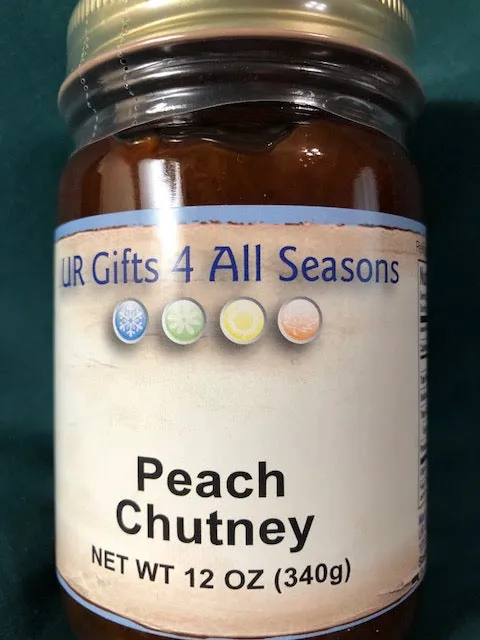 UR Gifts 4 All Seasons
Peach
Chutney
NET WT 12 OZ (340g)